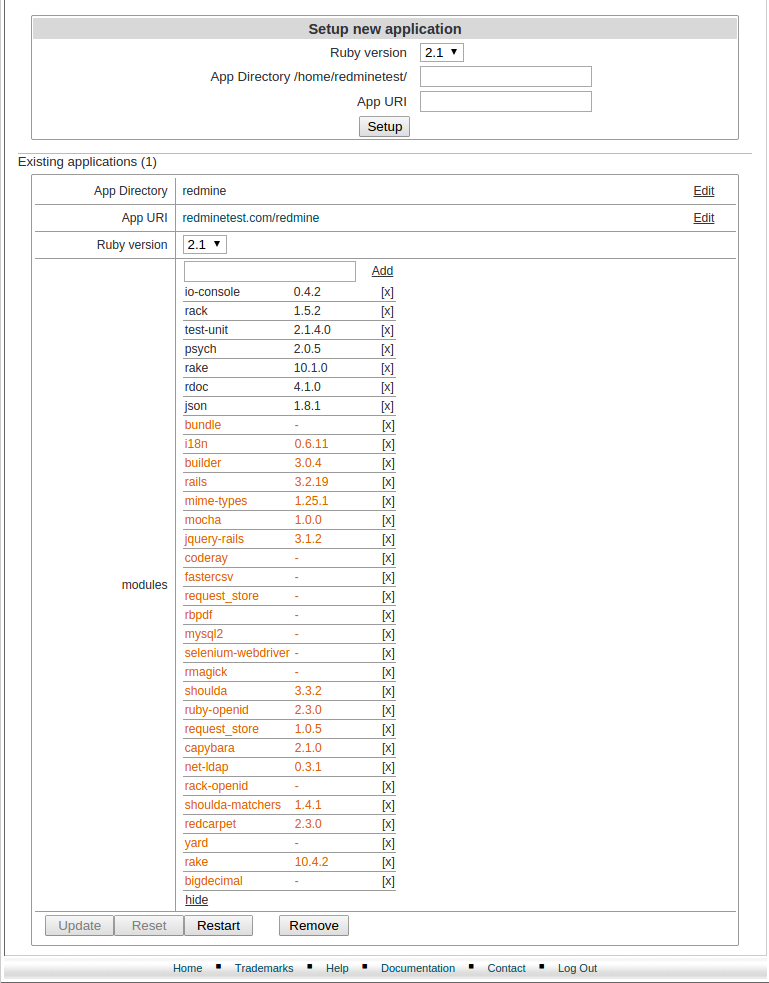 Setup new application
Ruby version 2.1 ▼
App Directory /home/redminetest/
App URI
Setup
Existing applications (1)
App Directory redmine Edit
App URI redminetest.com/redmine Edit
Ruby version 2.1 ▼
Add
io-console 0.4.2 [x]
rack 1.5.2 [x]
test-unit 2.1.4.0 [x]
psych 2.0.5 [x]
rake 10.1.0 [x]
rdoc 4.1.0 [x]
json 1.8.1 [x]
bundle - [x]
i18n 0.6.11 [x]
builder 3.0.4 [x]
rails 3.2.19 [x]
mime-types 1.25.1 [x]
mocha 1.0.0 [x]
jquery-rails 3.1.2 [x]
coderay - [x]
fastercsv - [x]
modules
request_store - [x]
rbpdf - [x]
mysql2 - [x]
selenium-webdriver - [x]
rmagick - [x]
shoulda 3.3.2 [x]
ruby-openid 2.3.0 [x]
request_store 1.0.5 [x]
capybara 2.1.0 [x]
net-ldap 0.3.1 [x]
rack-openid - [x]
shoulda-matchers 1.4.1 [x]
redcarpet 2.3.0 [x]
yard - [x]
rake 10.4.2 [x]
bigdecimal - [x]
hide
Update Reset Restart Remove
Home ■ Trademarks ■ Help ■ Documentation ■ Contact ■ Log Out